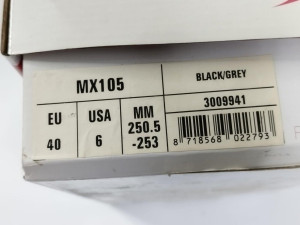 MX105
BLACK/GREY
EU
USA
MM
3009941
40
6
250.5
-253
8 718568 022793